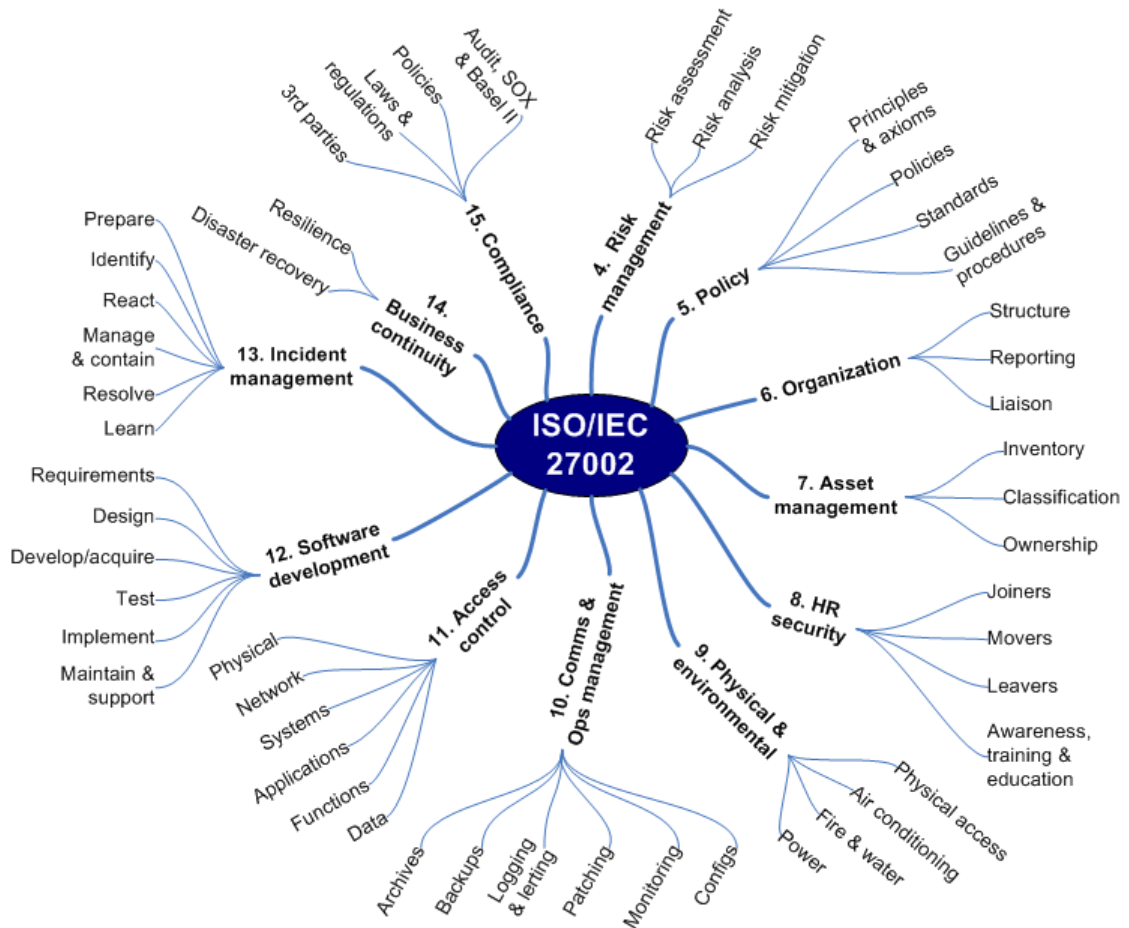 ISO/IEC
27002
4. Risk
management
Risk assessment
Risk analysis
Risk mitigation
5. Policy
Principles
& axioms
Policies
Standards
Guidelines &
procedures
6. Organization
Structure
Reporting
Liaison
7. Asset
management
Inventory
Classification
Ownership
8. HR
security
Joiners
Movers
Leavers
Awareness,
training &
education
9. Physical &
environmental
Physical access
Air conditioning
Fire & water
Power
10. Comms &
Ops management
Archives
Backups
Logging
& lerting
Patching
Monitoring
Configs
11. Access
control
Physical
Network
Systems
Applications
Functions
Data
12. Software
development
Requirements
Design
Develop/acquire
Test
Implement
Maintain &
support
13. Incident
management
Prepare
Identify
React
Manage
& contain
Resolve
Learn
14.
Business
continuity
Resilience
Disaster recovery
15. Compliance
3rd parties
Laws &
regulations
Policies
Audit, SOX
& Basel II